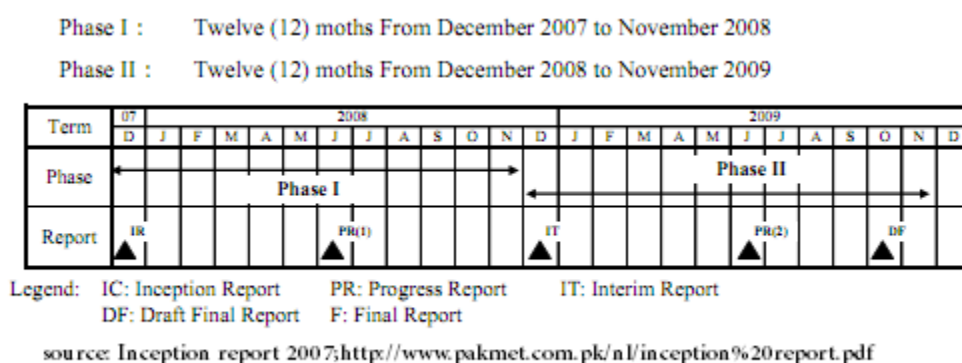 Phase I : Twelve (12) moths From December 2007 to November 2008
Phase II : Twelve (12) moths From December 2008 to November 2009
Term 07 2008 2009
D J F M A M J J A S O N D J F M A M J J A S O N D
Phase Phase I Phase II
Report IR PR(1) IT PR(2) DF
Legend: IC: Inception Report PR: Progress Report IT: Interim Report
DF: Draft Final Report F: Final Report
source: Inception report 2007;http://www.pakmet.com.pk/nl/inception%20report.pdf